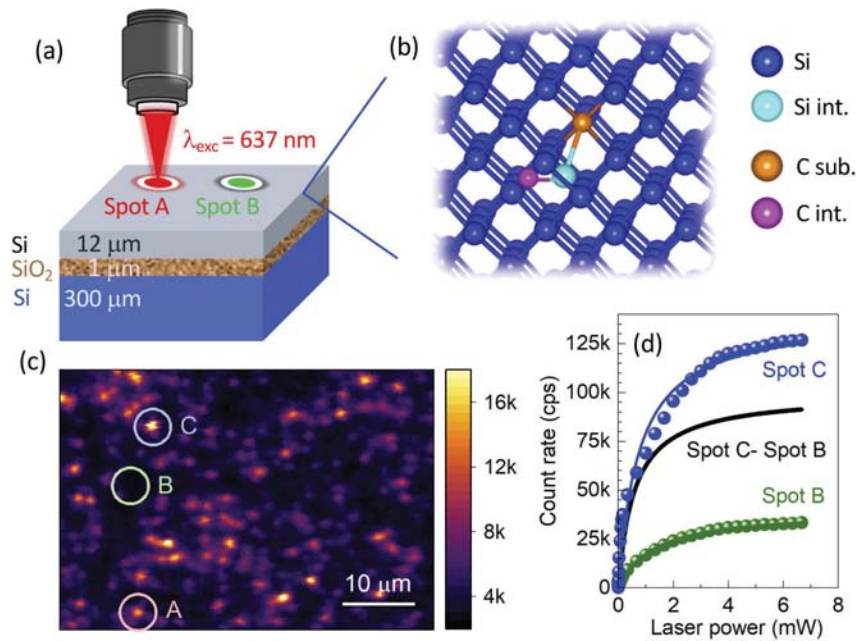 (a)
λexc = 637 nm
Spot A
Spot B
Si
12 μm
SiO2
1 μm
Si
300 μm
(b)
Si
Si int.
C sub.
C int.
(c)
C
B
A
10 μm
16k
12k
8k
4k
(d)
125k
100k
75k
50k
25k
0
Count rate (cps)
Spot C
Spot C- Spot B
Spot B
0
2
4
6
8
Laser power (mW)